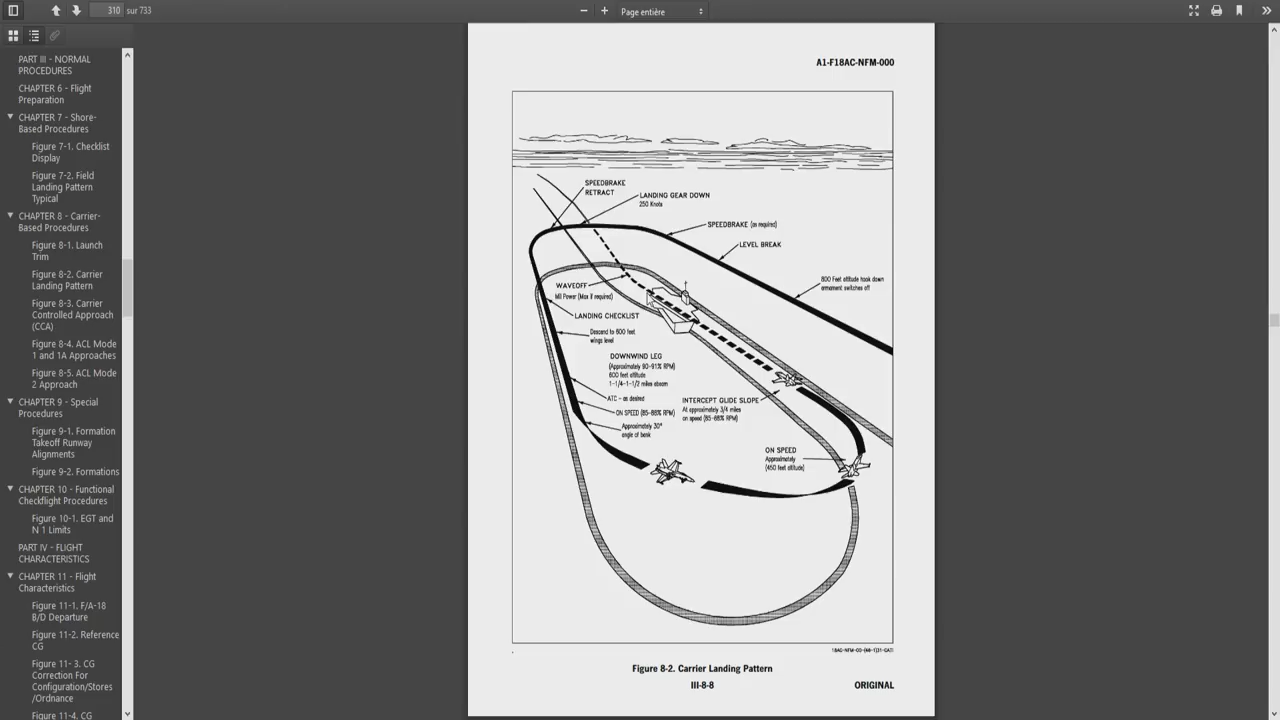 310
sur 733
Page entière
PART III - NORMAL
PROCEDURES
CHAPTER 6 - Flight
Preparation
CHAPTER 7 - Shore-
Based Procedures
Figure 7-1. Checklist
Display
Figure 7-2. Field
Landing Pattern
Typical
CHAPTER 8 - Carrier-
Based Procedures
Figure 8-1. Launch
Trim
Figure 8-2. Carrier
Landing Pattern
Figure 8-3. Carrier
Controlled Approach
(CCA)
Figure 8-4. ACL Mode
1 and 1A Approaches
Figure 8-5. ACL Mode
2 Approach
CHAPTER 9 - Special
Procedures
Figure 9-1. Formation
Takeoff Runway
Alignments
Figure 9-2. Formations
CHAPTER 10 - Functional
Checkflight Procedures
Figure 10-1. EGT and
N 1 Limits
PART IV - FLIGHT
CHARACTERISTICS
CHAPTER 11 - Flight
Characteristics
Figure 11-1. F/A-18
B/D Departure
Figure 11-2. Reference
CG
Figure 11- 3. CG
Correction For
Configuration/Stores
/Ordnance
Figure 11-4. CG
A1-F18AC-NFM-000
SPEEDBRAKE
RETRACT
LANDING GEAR DOWN
250 Knots
SPEEDBRAKE (as required)
LEVEL BREAK
800 Feet altitude hook down
armament switches off
WAVEOFF
Mil Power (Max if required)
LANDING CHECKLIST
Descend to 600 feet
wings level
DOWNWIND LEG
(Approximately 90-91% RPM)
600 feet altitude
1-1/4-1-1/2 miles abeam
ATC - as desired
ON SPEED (85-88% RPM)
Approximately 30°
angle of bank
INTERCEPT GLIDE SLOPE
At approximately 3/4 miles
on speed (85-88% RPM)
ON SPEED
Approximately
(450 feet altitude)
Figure 8-2. Carrier Landing Pattern
III-8-8
ORIGINAL